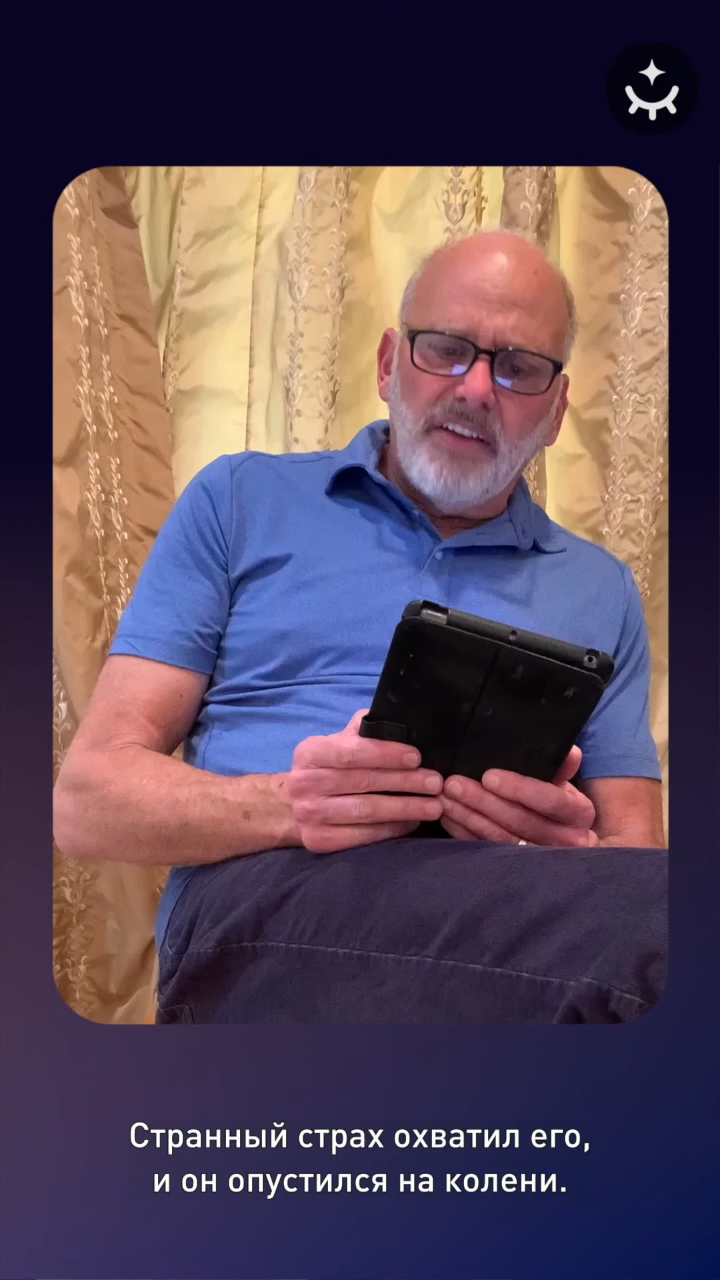 Странный страх охватил его,
и он опустился на колени.